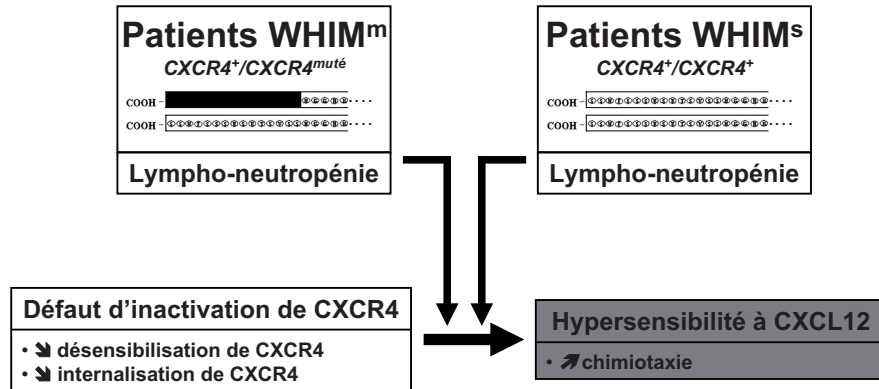 Patients WHIMᵐ
CXCR4⁺/CXCR4ᵐᵘᵗᵉ́
COOH
COOH
Lympho-neutropénie
Patients WHIMˢ
CXCR4⁺/CXCR4⁺
COOH
COOH
Lympho-neutropénie
Défaut d’inactivation de CXCR4
• ➘ désensibilisation de CXCR4
• ➘ internalisation de CXCR4
Hypersensibilité à CXCL12
• ➚ chimiotaxie